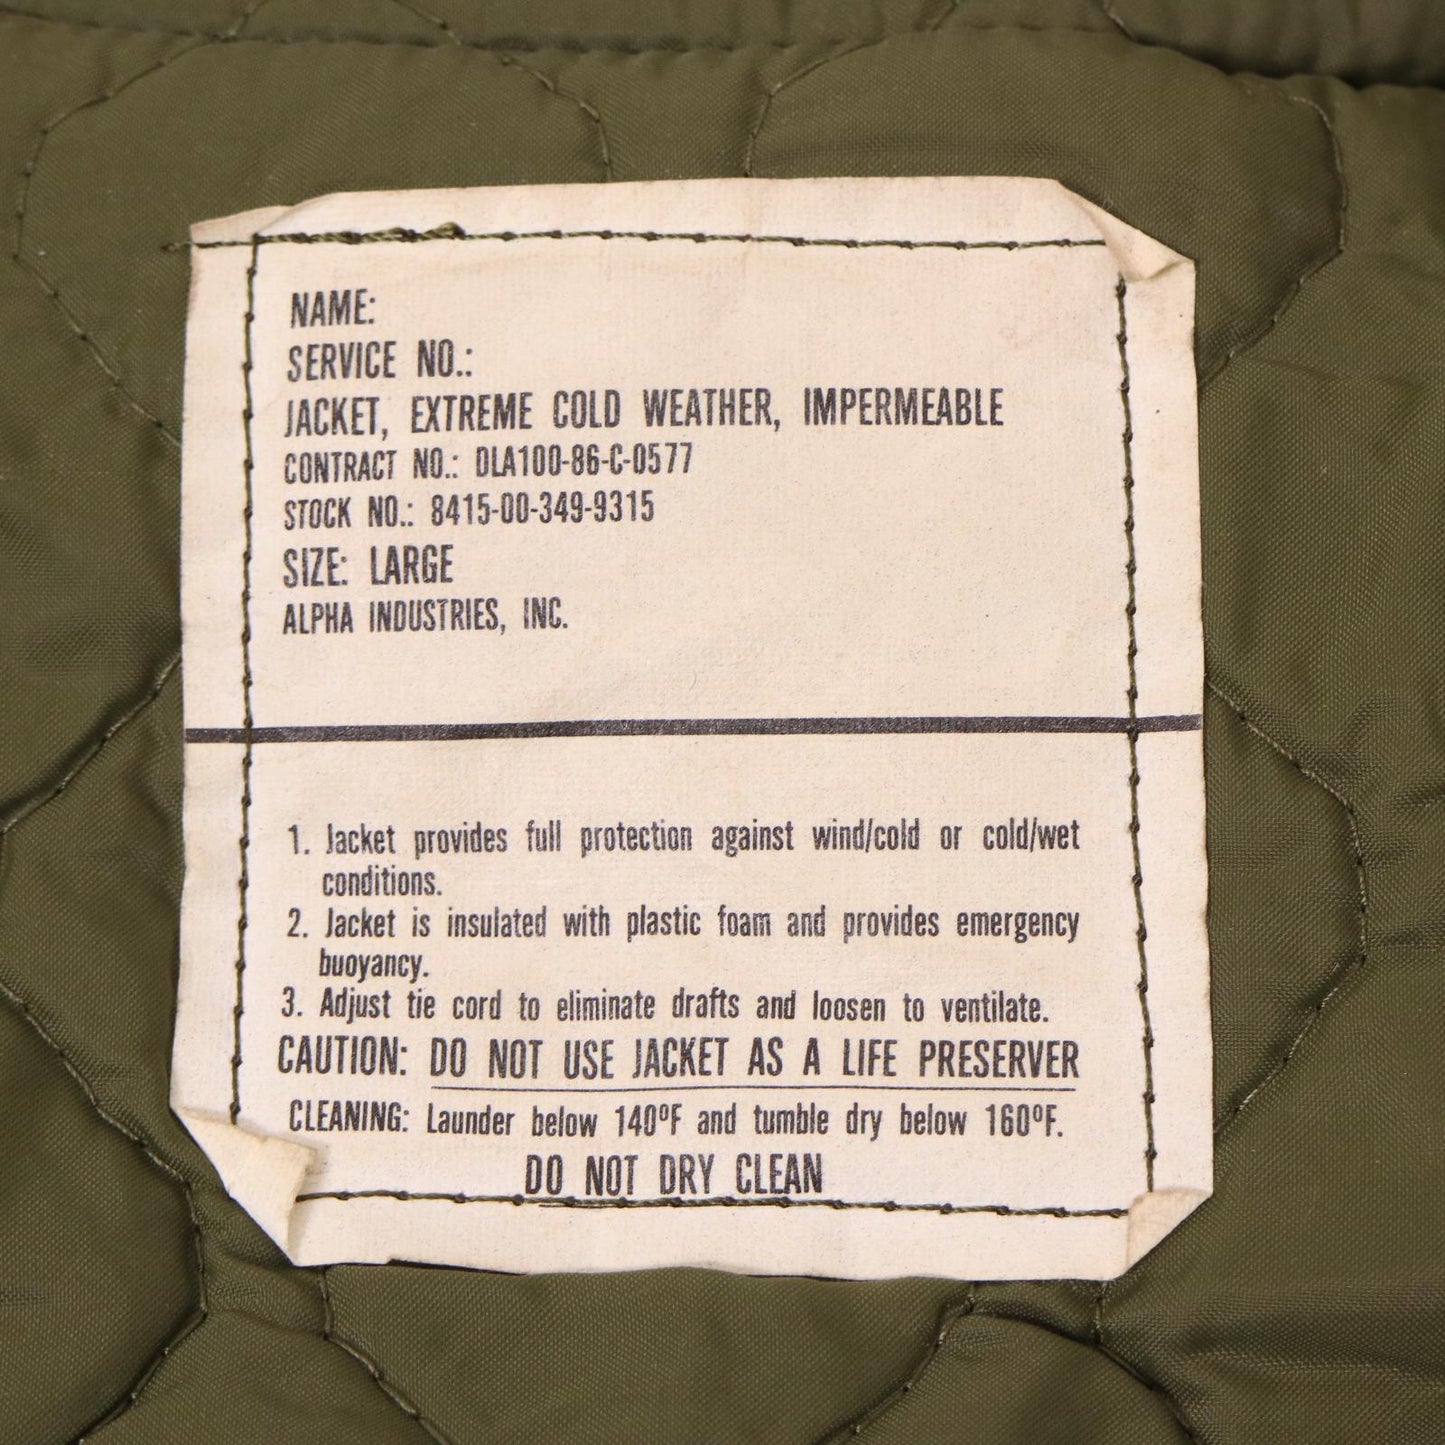 NAME:
SERVICE NO.:
JACKET, EXTREME COLD WEATHER, IMPERMEABLE
CONTRACT NO.: DLA100-86-C-0577
STOCK NO.: 8415-00-349-9315
SIZE: LARGE
ALPHA INDUSTRIES, INC.
1. Jacket provides full protection against wind/cold or cold/wet
conditions.
2. Jacket is insulated with plastic foam and provides emergency
buoyancy.
3. Adjust tie cord to eliminate drafts and loosen to ventilate.
CAUTION: DO NOT USE JACKET AS A LIFE PRESERVER
CLEANING: Launder below 140ºF and tumble dry below 160ºF.
DO NOT DRY CLEAN